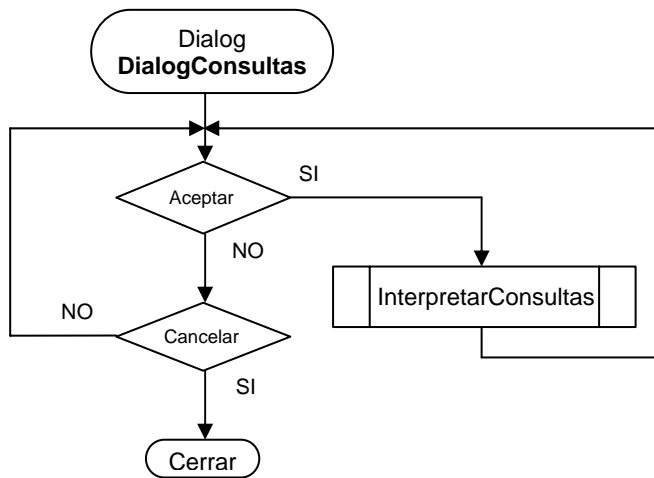 Dialog
DialogConsultas
SI
Aceptar
NO
InterpretarConsultas
NO
Cancelar
SI
Cerrar